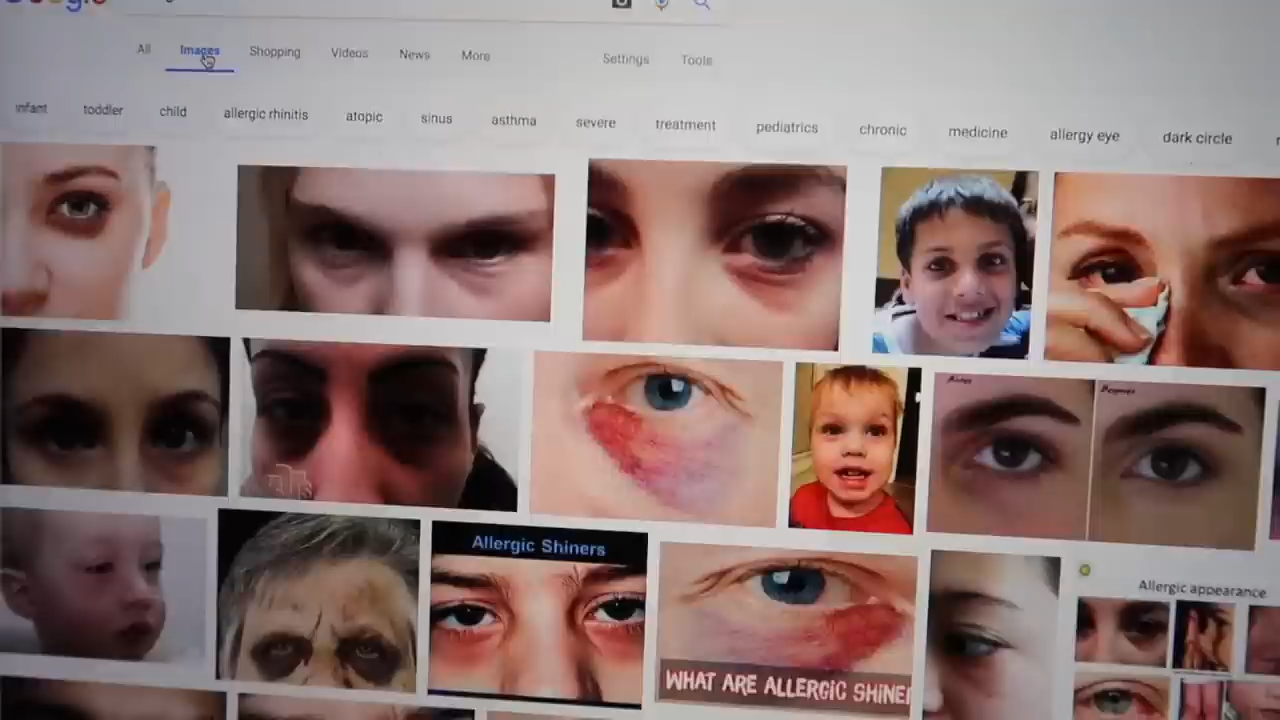 Google
All Images Shopping Videos News More Settings Tools
infant toddler child allergic rhinitis atopic sinus asthma severe treatment pediatrics chronic medicine allergy eye dark circle
Allergic Shiners
Allergic appearance
WHAT ARE ALLERGIC SHINE